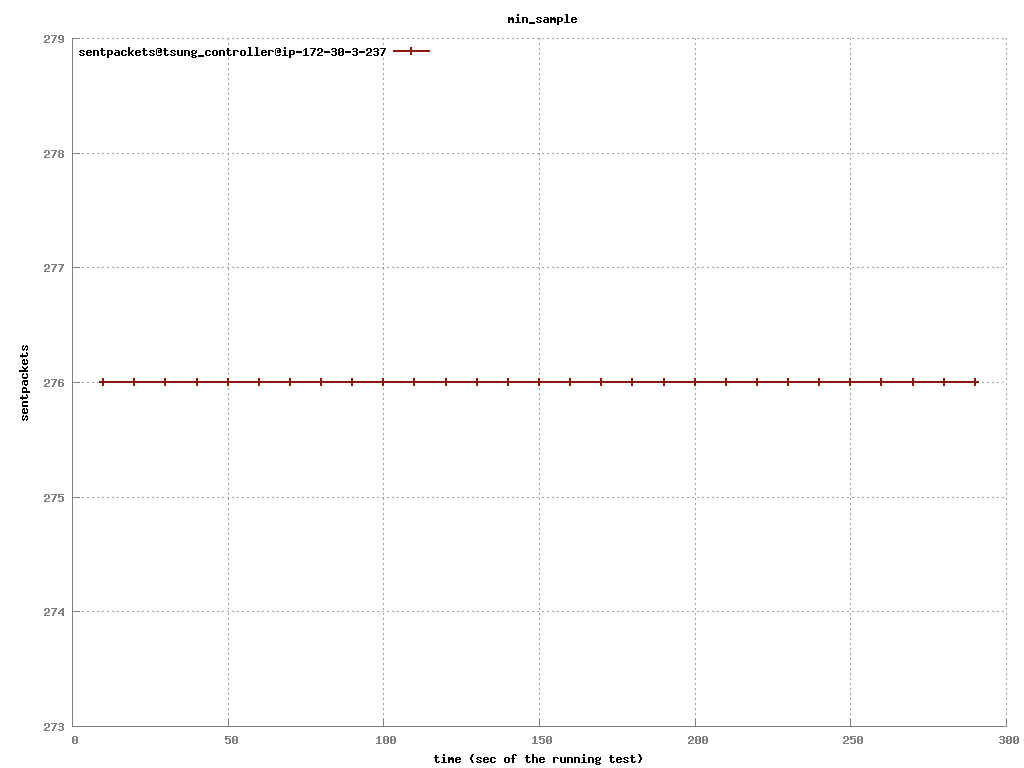 min_sample
279
sentpackets@tsung_controller@ip-172-30-3-237
278
277
276
275
274
273
sentpackets
0 50 100 150 200 250 300
time (sec of the running test)